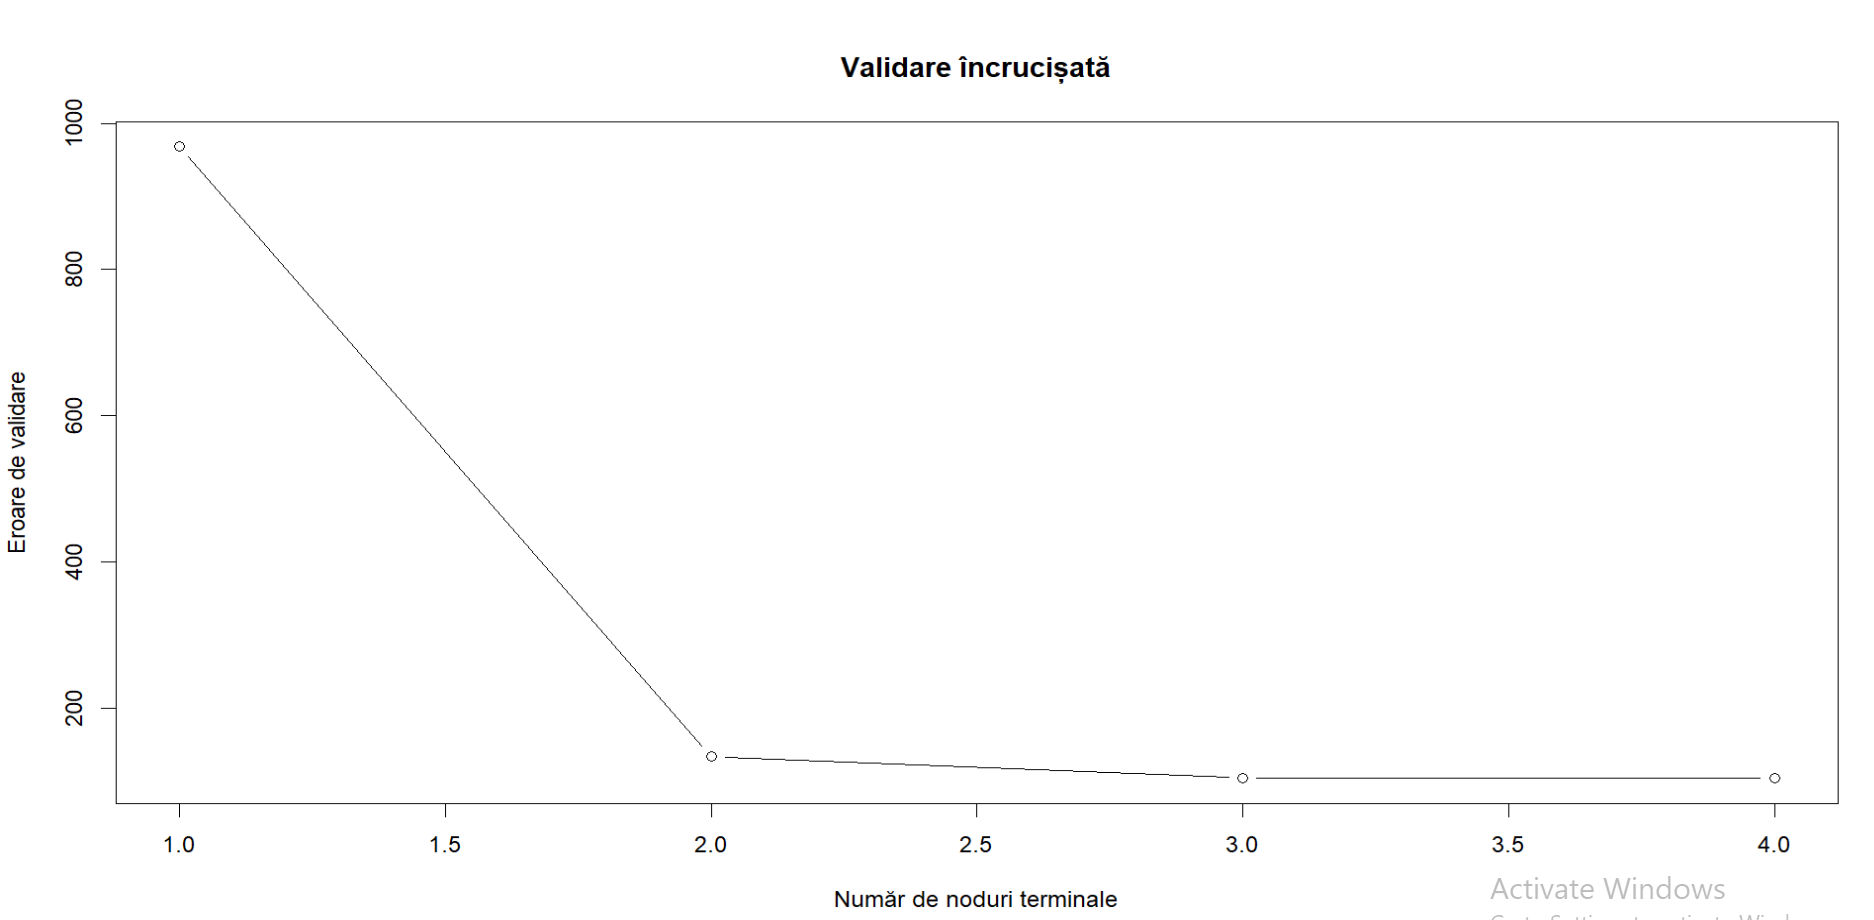 Validare încrucișată
Eroare de validare
1000
800
600
400
200
1.0 1.5 2.0 2.5 3.0 3.5 4.0
Număr de noduri terminale
Activate Windows